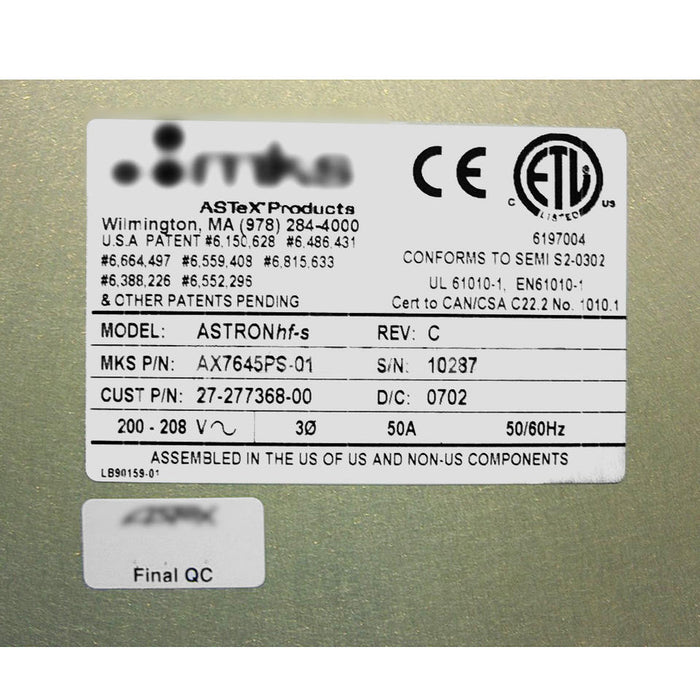 mks
ASTeX® Products
Wilmington, MA (978) 284-4000
U.S.A PATENT #6,150,628 #6,486,431
#6,664,497 #6,559,408 #6,815,633
#6,388,226 #6,552,296
& OTHER PATENTS PENDING
CE
ETL
C LISTED US
6197004
CONFORMS TO SEMI S2-0302
UL 61010-1, EN61010-1
Cert to CAN/CSA C22.2 No. 1010.1
MODEL: ASTRONhf-s REV: C
MKS P/N: AX7645PS-01 S/N: 10287
CUST P/N: 27-277368-00 D/C: 0702
200 - 208 V 3Ø 50A 50/60Hz
ASSEMBLED IN THE US OF US AND NON-US COMPONENTS
LB90159-01
Final QC